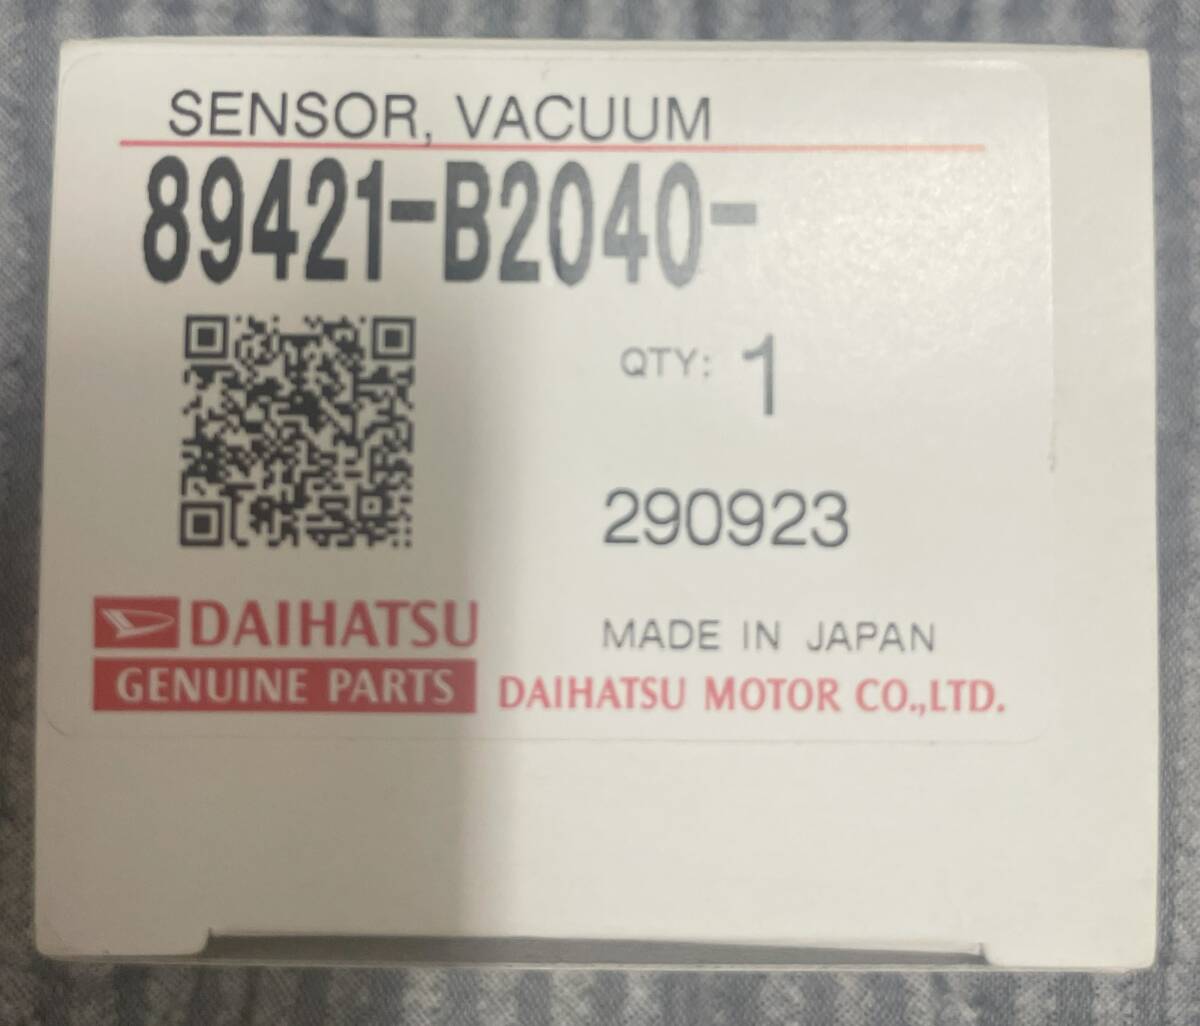 SENSOR, VACUUM
89421-B2040-
QTY: 1
290923
DAIHATSU
MADE IN JAPAN
GENUINE PARTS
DAIHATSU MOTOR CO.,LTD.